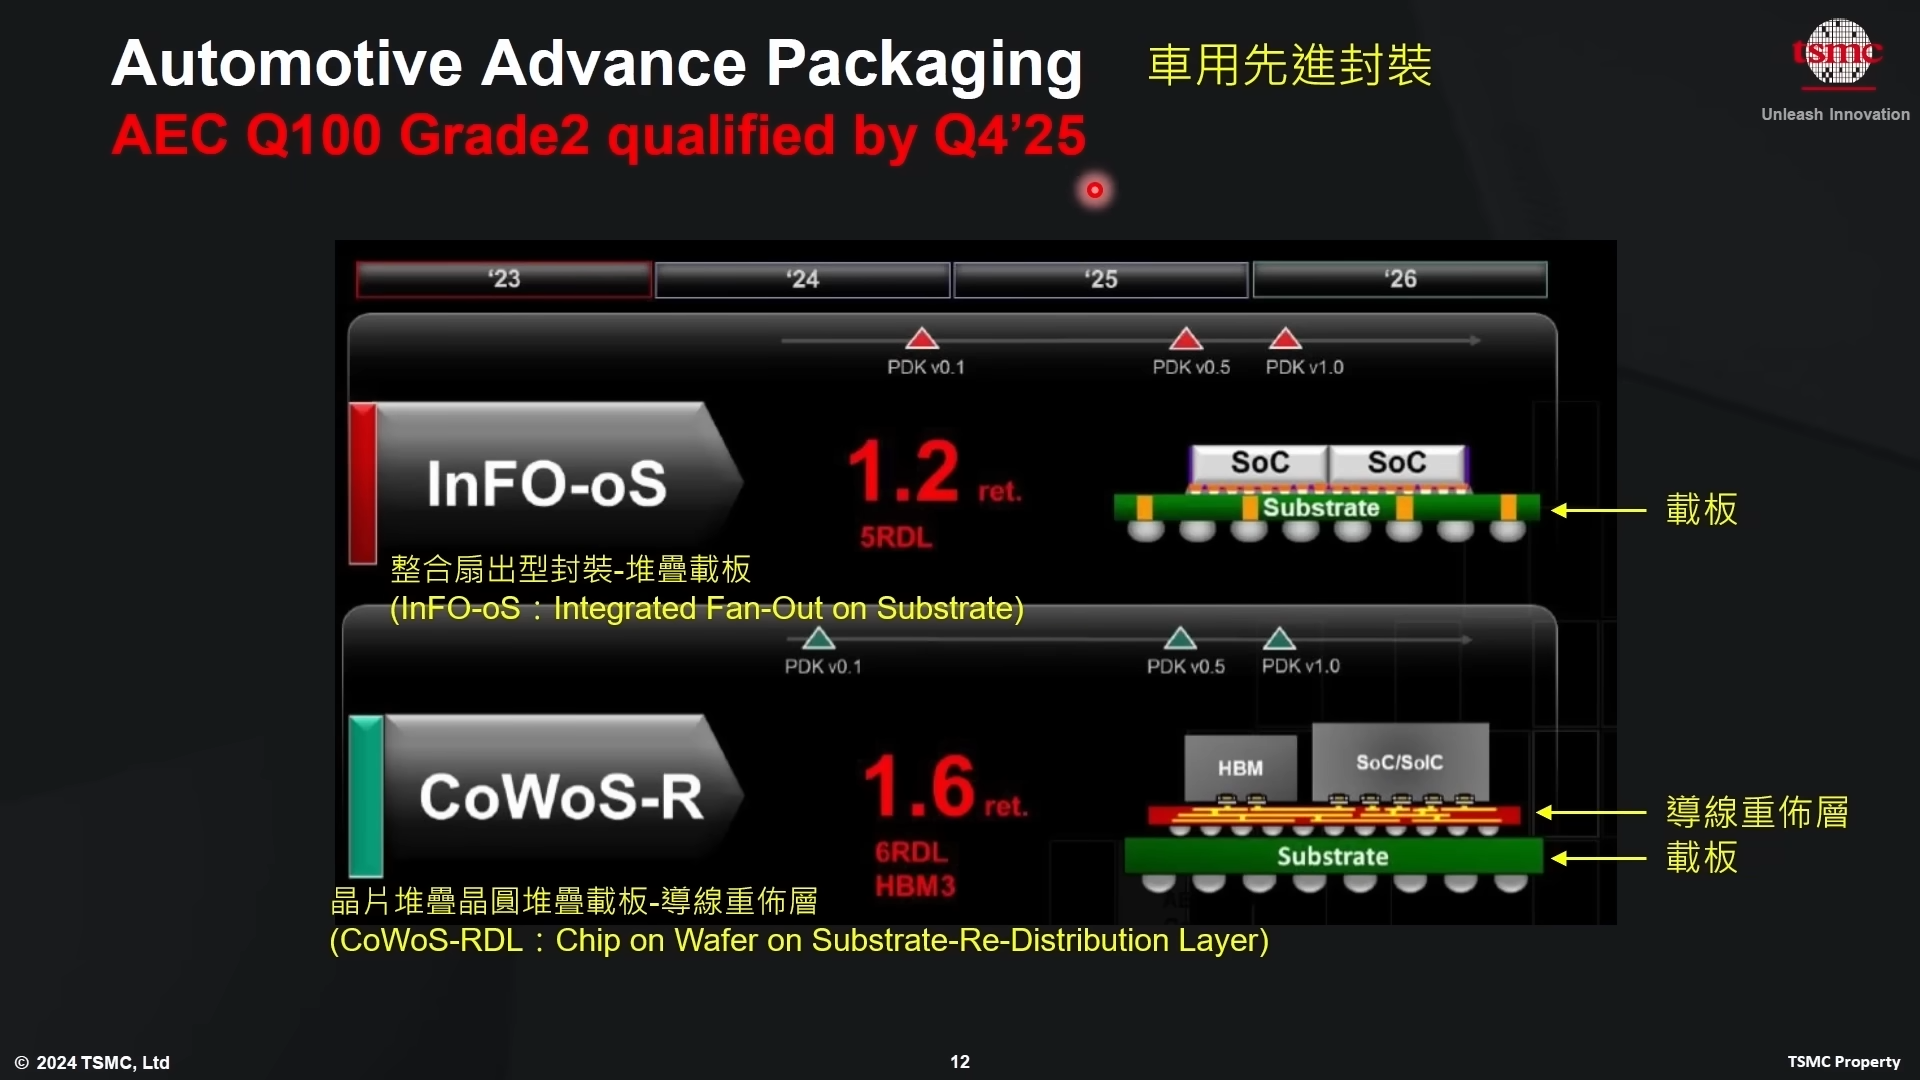 Automotive Advance Packaging 車用先進封裝
AEC Q100 Grade2 qualified by Q4’25
tsmc
Unleash Innovation
‘23 ‘24 ‘25 ‘26
PDK v0.1 PDK v0.5 PDK v1.0
InFO-oS
1.2 ret.
5RDL
SoC SoC
Substrate
載板
整合扇出型封裝-堆疊載板
(InFO-oS：Integrated Fan-Out on Substrate)
PDK v0.1 PDK v0.5 PDK v1.0
CoWoS-R
1.6 ret.
6RDL
HBM3
HBM SoC/SoIC
導線重佈層
Substrate
載板
晶片堆疊晶圓堆疊載板-導線重佈層
(CoWoS-RDL：Chip on Wafer on Substrate-Re-Distribution Layer)
© 2024 TSMC, Ltd 12 TSMC Property